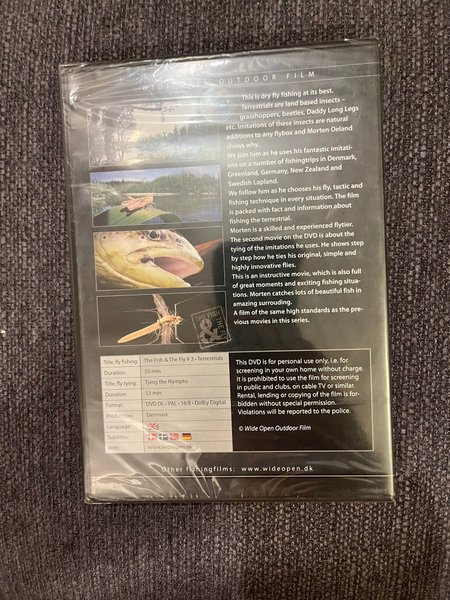 WIDE OPEN OUTDOOR FILM
This is dry fly fishing at its best.
Terrestrials are land based insects –
grasshoppers, beetles, Daddy Long Legs
etc. Imitations of these insects are natural
additions to any flybox and Morten Oeland
shows why.
We join him as he uses his fantastic imitati-
ons on a number of fishingtrips in Denmark,
Greenland, Germany, New Zealand and
Swedish Lapland.
We follow him as he chooses his fly, tactic and
fishing technique in every situation. The film
is packed with fact and information about
fishing the terrestrial.
Morten is a skilled and experienced flytier.
The second movie on the DVD is about the
tying of the imitations he uses. He shows step
by step how he ties his original, simple and
highly innovative flies.
This is an instructive movie, which is also full
of great moments and exciting fishing situa-
tions. Morten catches lots of beautiful fish in
amazing surrouding.
A film of the same high standards as the pre-
vious movies in this series.
THE FISH
&
Title, fly fishing: The Fish & The Fly # 3 • Terrestrials
Duration: 50 min
Title, fly tying: Tying the Nymphs
Duration: 53 min
Format: DVD DL • PAL • 16:9 • Dolby Digital
Production: Denmark
Language:
Subtitles:
Web: www.wideopen.dk
This DVD is for personal use only, i.e. for
screening in your own home without charge.
It is prohibited to use the film for screening
in public and clubs, on cable TV or similar.
Rental, lending or copying of the film is for-
bidden without special permission.
Violations will be reported to the police.
© Wide Open Outdoor Film
Other fishingfilms: www.wideopen.dk